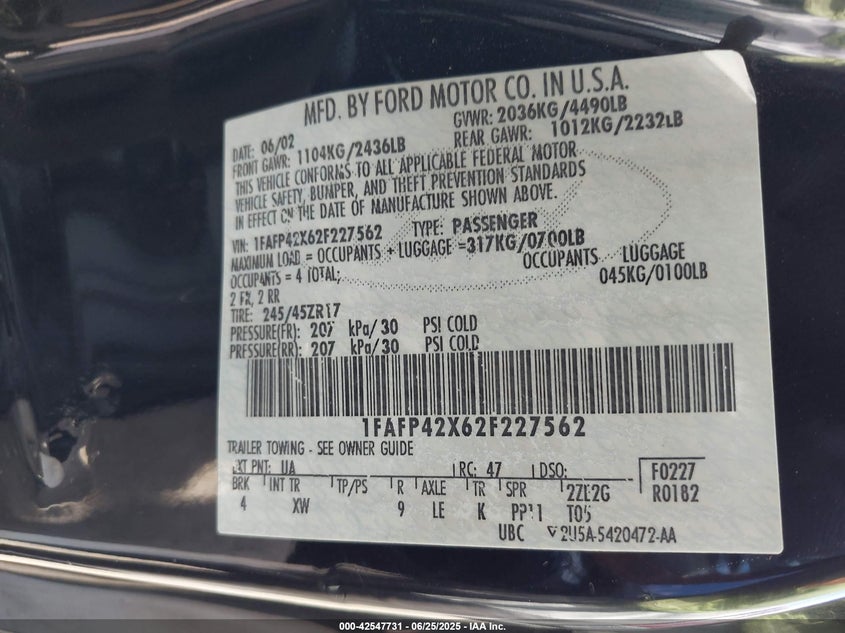 MFD. BY FORD MOTOR CO. IN U.S.A.
DATE: 06/02 GVWR: 2036KG/4490LB
FRONT GAWR: 1104KG/2436LB REAR GAWR: 1012KG/2232LB
THIS VEHICLE CONFORMS TO ALL APPLICABLE FEDERAL MOTOR
VEHICLE SAFETY, BUMPER, AND THEFT PREVENTION STANDARDS
IN EFFECT ON THE DATE OF MANUFACTURE SHOWN ABOVE.
VIN: 1FAFP42X62F227562 TYPE: PASSENGER
MAXIMUM LOAD = OCCUPANTS + LUGGAGE =317KG/0700LB
OCCUPANTS = 4 TOTAL; OCCUPANTS LUGGAGE
2 FR, 2 RR 045KG/0100LB
TIRE: 245/45ZR17
PRESSURE(FR): 207 kPa/30 PSI COLD
PRESSURE(RR): 207 kPa/30 PSI COLD
1FAFP42X62F227562
TRAILER TOWING - SEE OWNER GUIDE
EXT PNT: UA RC: 47 DSO: F0227
BRK INT TR TP/PS R AXLE TR SPR R0182
4 XW 9 LE K PP11 T05
UBC 2U5A-5420472-AA
000-42547731 - 06/25/2025 - IAA Inc.